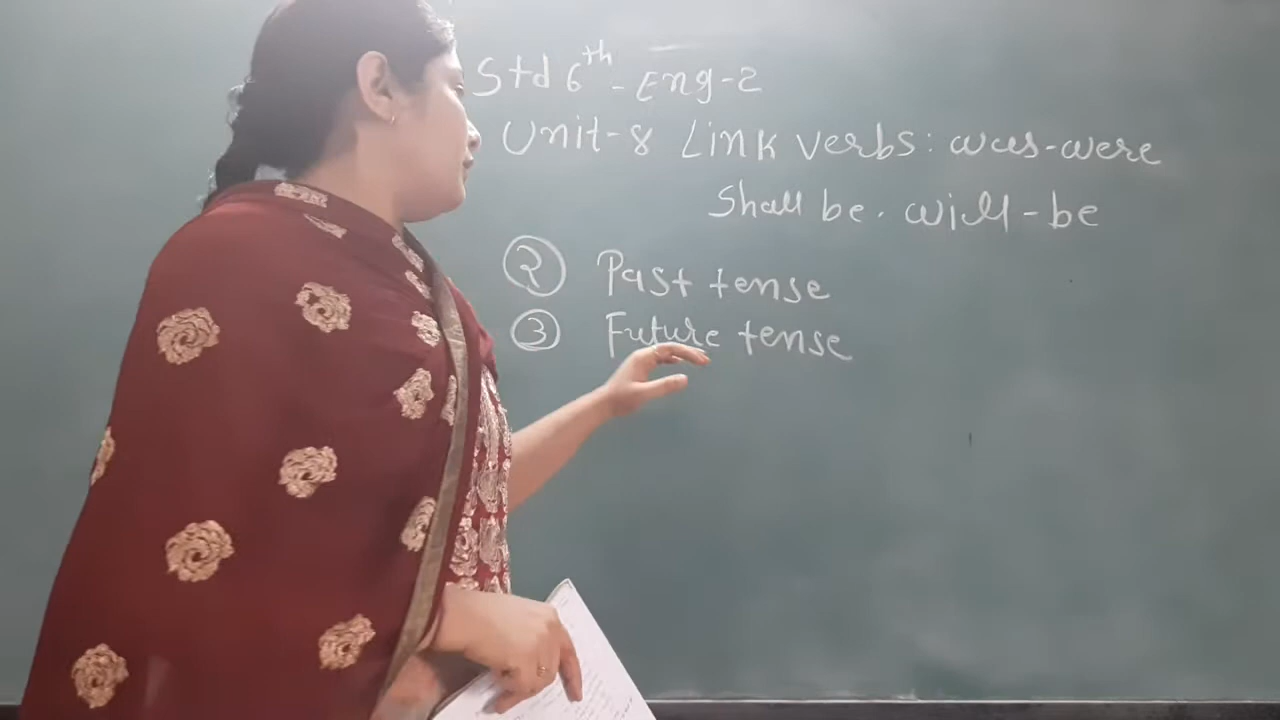 Std 6th - Eng-2
Unit-8 Link verbs: was-were
Shall be. will-be
② Past tense
③ Future tense